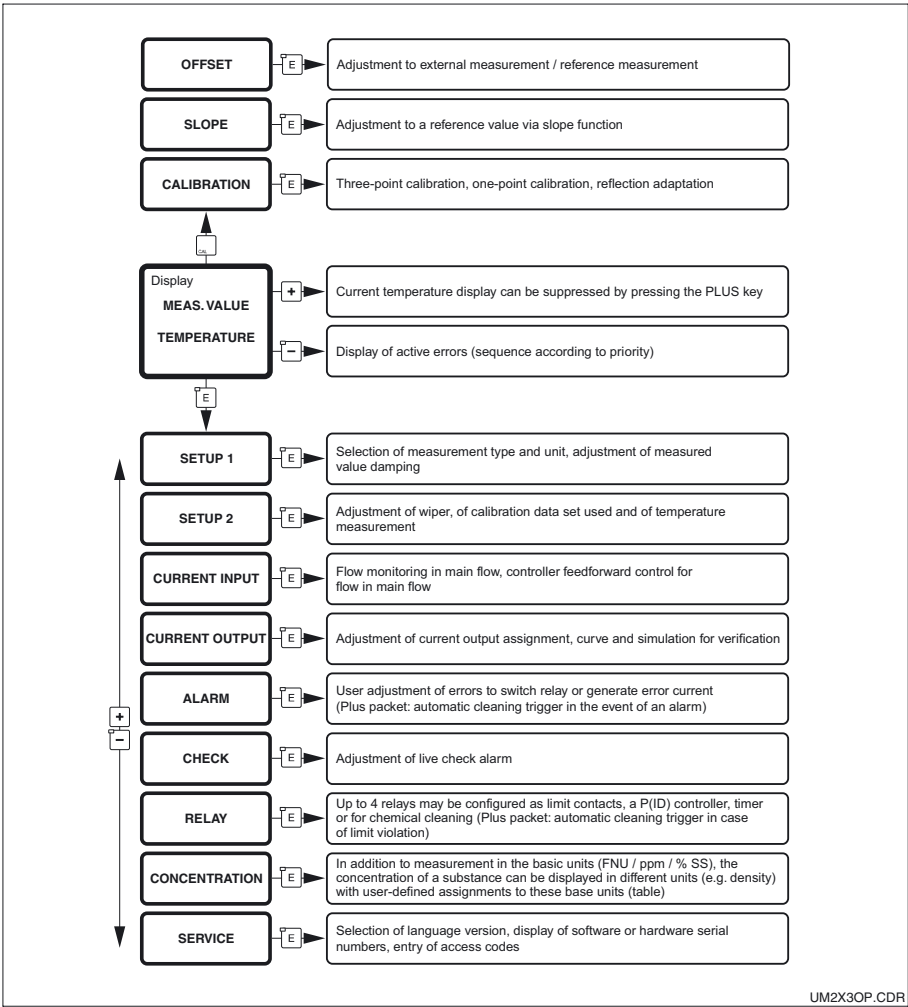 OFFSET
E
Adjustment to external measurement / reference measurement
SLOPE
E
Adjustment to a reference value via slope function
CALIBRATION
E
Three-point calibration, one-point calibration, reflection adaptation
CAL
Display
MEAS. VALUE
TEMPERATURE
+
Current temperature display can be suppressed by pressing the PLUS key
−
Display of active errors (sequence according to priority)
E
SETUP 1
E
Selection of measurement type and unit, adjustment of measured
value damping
SETUP 2
E
Adjustment of wiper, of calibration data set used and of temperature
measurement
CURRENT INPUT
E
Flow monitoring in main flow, controller feedforward control for
flow in main flow
CURRENT OUTPUT
E
Adjustment of current output assignment, curve and simulation for verification
+
−
ALARM
E
User adjustment of errors to switch relay or generate error current
(Plus packet: automatic cleaning trigger in the event of an alarm)
CHECK
E
Adjustment of live check alarm
RELAY
E
Up to 4 relays may be configured as limit contacts, a P(ID) controller, timer
or for chemical cleaning (Plus packet: automatic cleaning trigger in case
of limit violation)
CONCENTRATION
E
In addition to measurement in the basic units (FNU / ppm / % SS), the
concentration of a substance can be displayed in different units (e.g. density)
with user-defined assignments to these base units (table)
SERVICE
E
Selection of language version, display of software or hardware serial
numbers, entry of access codes
UM2X3OP.CDR